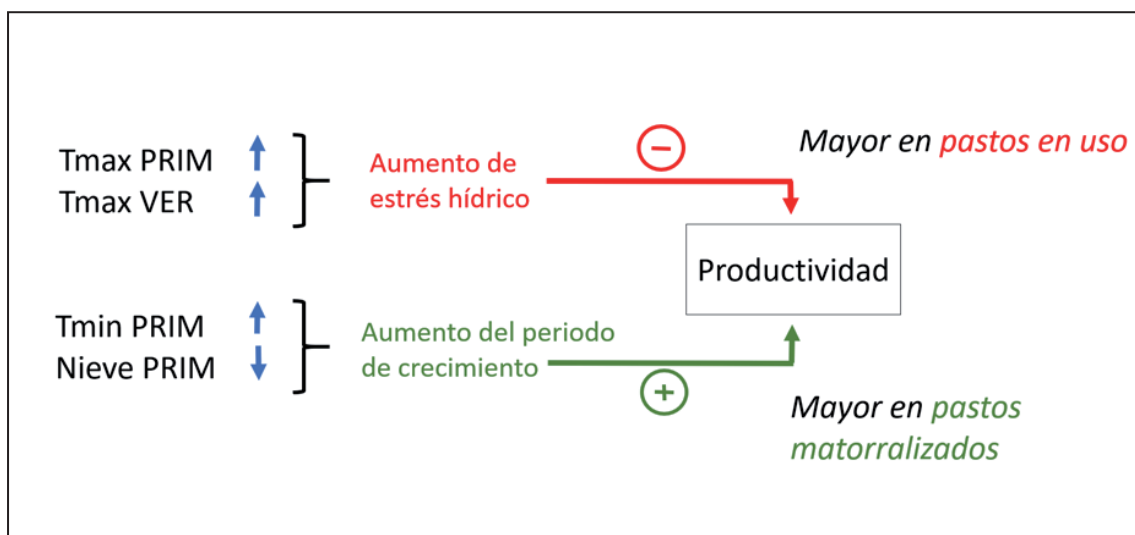 Tmax PRIM
Tmax VER
Aumento de
estrés hídrico
−
Mayor en pastos en uso
Productividad
Tmin PRIM
Nieve PRIM
Aumento del periodo
de crecimiento
+
Mayor en pastos
matorralizados